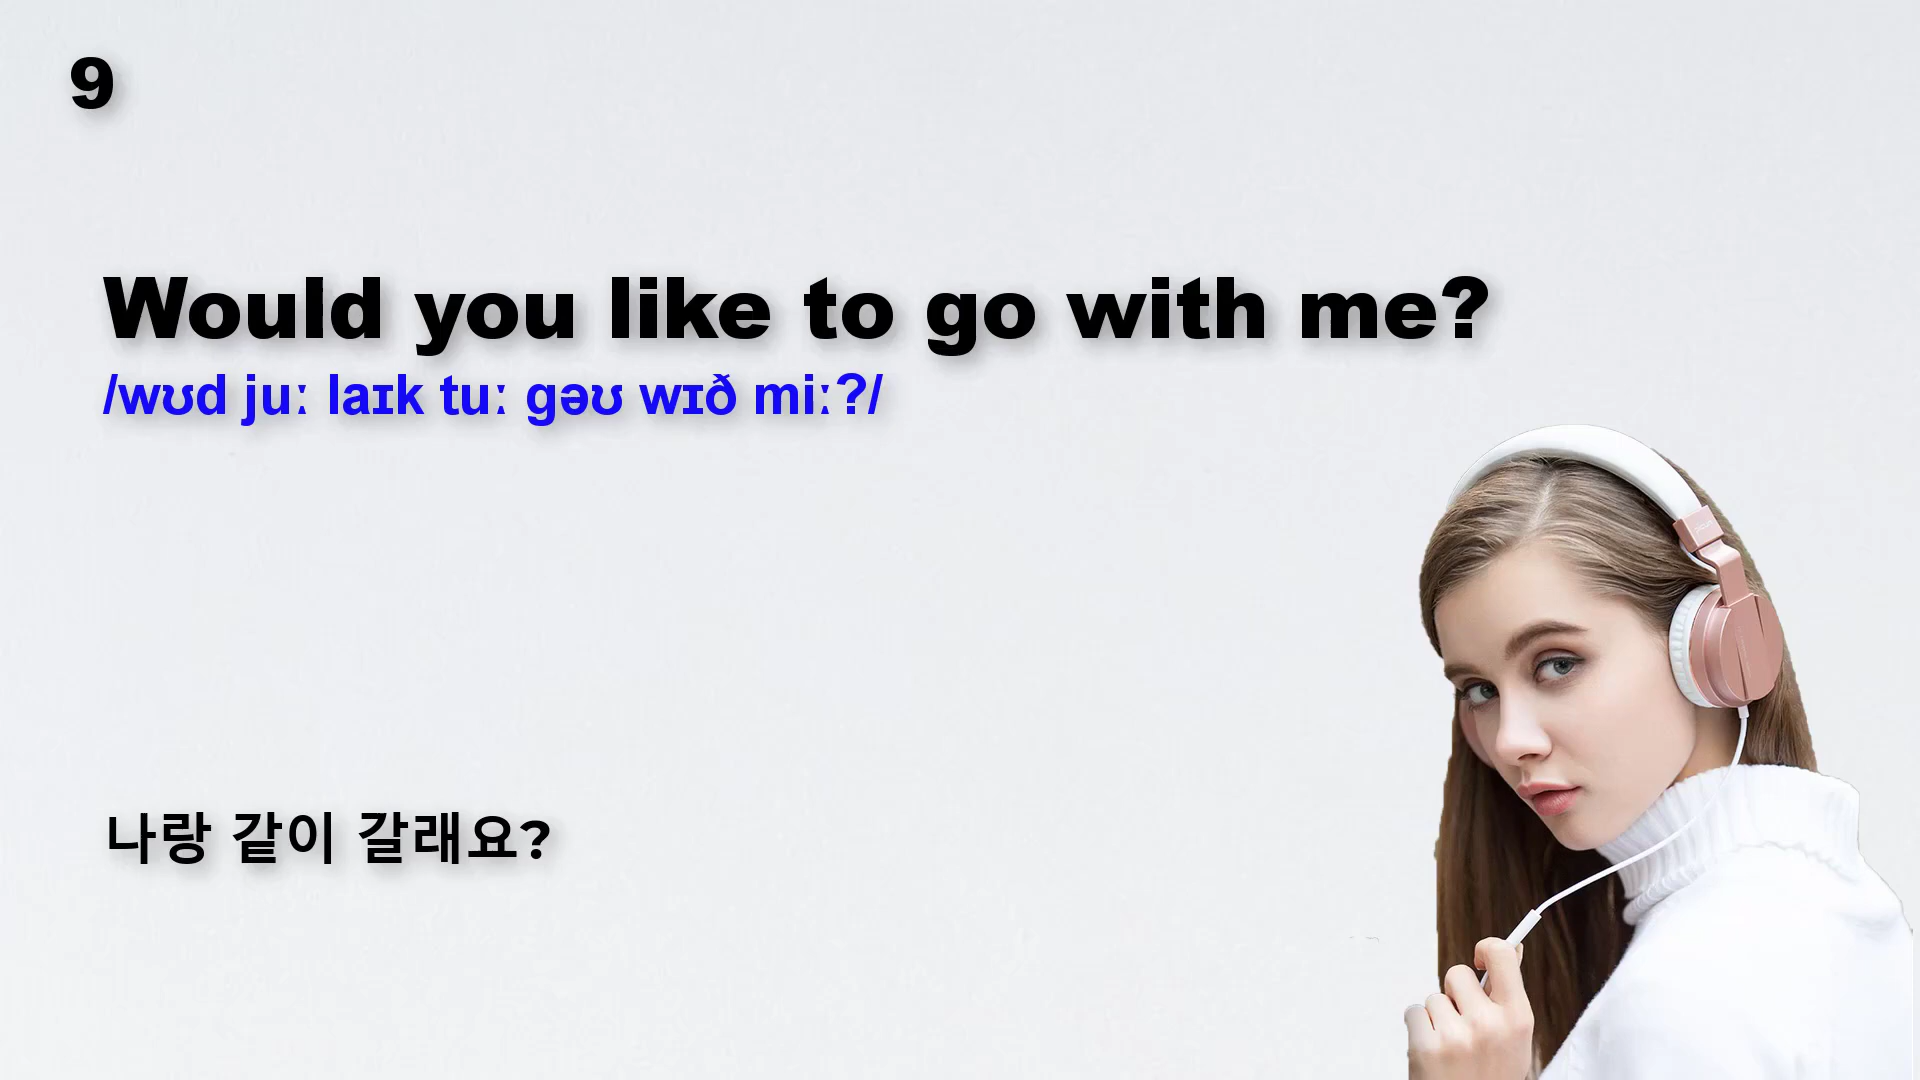 9
Would you like to go with me?
/wʊd juː laɪk tuː gəʊ wɪð miː?/
나랑 같이 갈래요?